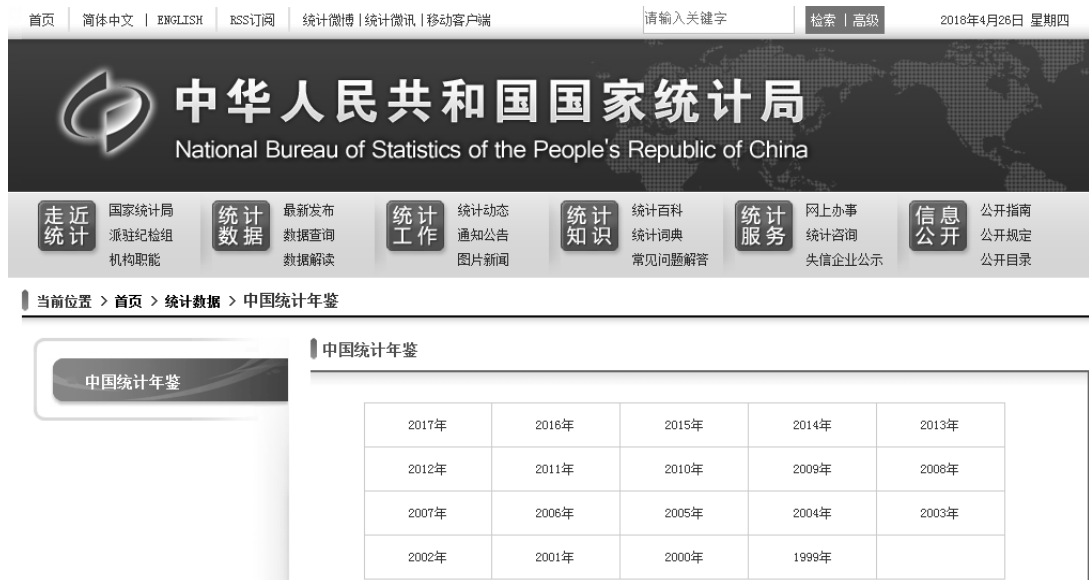 首页 简体中文 | ENGLISH RSS订阅 统计微博 | 统计微讯 | 移动客户端 请输入关键字 检索 | 高级 2018年4月26日 星期四
中华人民共和国国家统计局
National Bureau of Statistics of the People's Republic of China
走近统计 国家统计局 派驻纪检组 机构职能
统计数据 最新发布 数据查询 数据解读
统计工作 统计动态 通知公告 图片新闻
统计知识 统计百科 统计词典 常见问题解答
统计服务 网上办事 统计咨询 失信企业公示
信息公开 公开指南 公开规定 公开目录
当前位置 > 首页 > 统计数据 > 中国统计年鉴
中国统计年鉴
中国统计年鉴
2017年 2016年 2015年 2014年 2013年
2012年 2011年 2010年 2009年 2008年
2007年 2006年 2005年 2004年 2003年
2002年 2001年 2000年 1999年